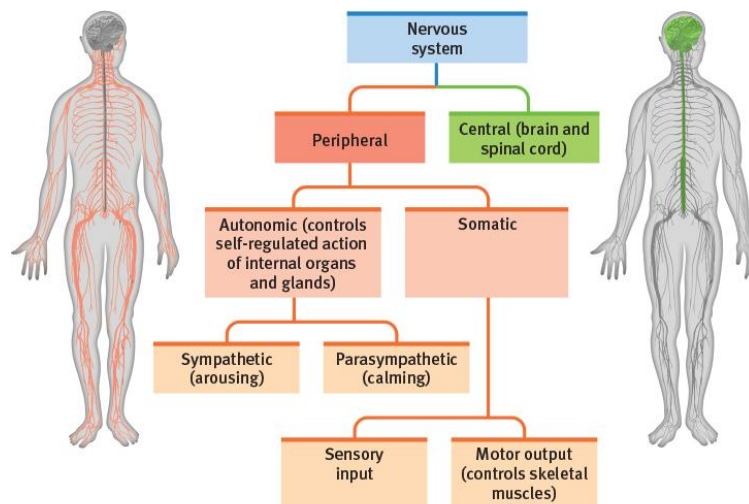 Nervous
system
Peripheral
Central (brain and
spinal cord)
Autonomic (controls
self-regulated action
of internal organs
and glands)
Somatic
Sympathetic
(arousing)
Parasympathetic
(calming)
Sensory
input
Motor output
(controls skeletal
muscles)